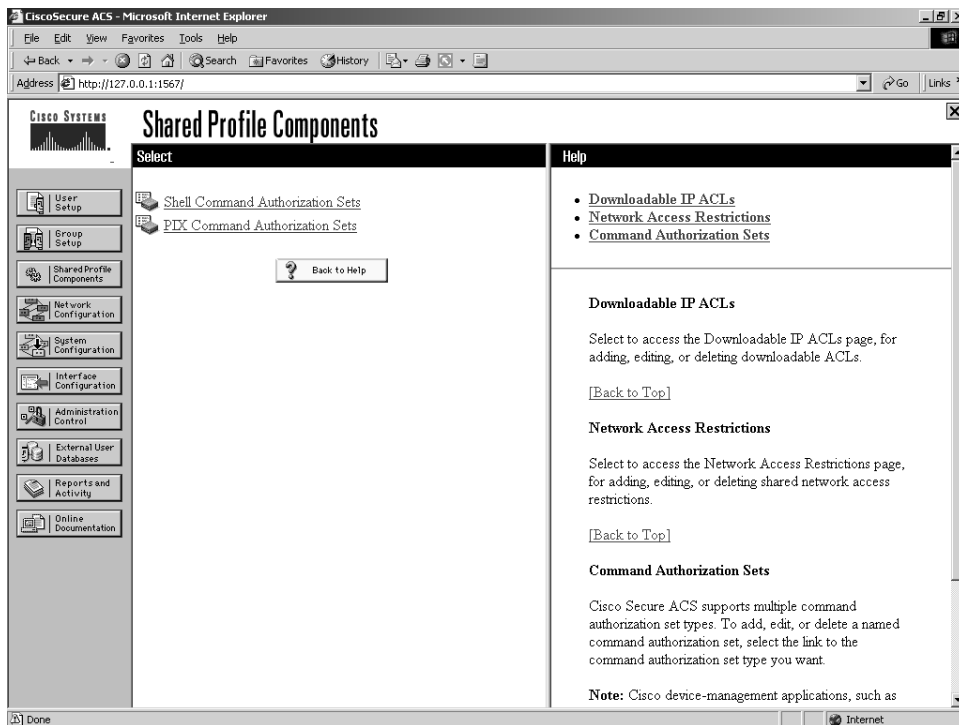 CiscoSecure ACS - Microsoft Internet Explorer
File Edit View Favorites Tools Help
Back Search Favorites History
Address http://127.0.0.1:1567/ Go Links
CISCO SYSTEMS
Shared Profile Components
Select
Shell Command Authorization Sets
PIX Command Authorization Sets
Back to Help
User
Setup
Group
Setup
Shared Profile
Components
Network
Configuration
System
Configuration
Interface
Configuration
Administration
Control
External User
Databases
Reports and
Activity
Online
Documentation
Help
• Downloadable IP ACLs
• Network Access Restrictions
• Command Authorization Sets
Downloadable IP ACLs
Select to access the Downloadable IP ACLs page, for
adding, editing, or deleting downloadable ACLs.
[Back to Top]
Network Access Restrictions
Select to access the Network Access Restrictions page,
for adding, editing, or deleting shared network access
restrictions.
[Back to Top]
Command Authorization Sets
Cisco Secure ACS supports multiple command
authorization set types. To add, edit, or delete a named
command authorization set, select the link to the
command authorization set type you want.
Note: Cisco device-management applications, such as
Done Internet